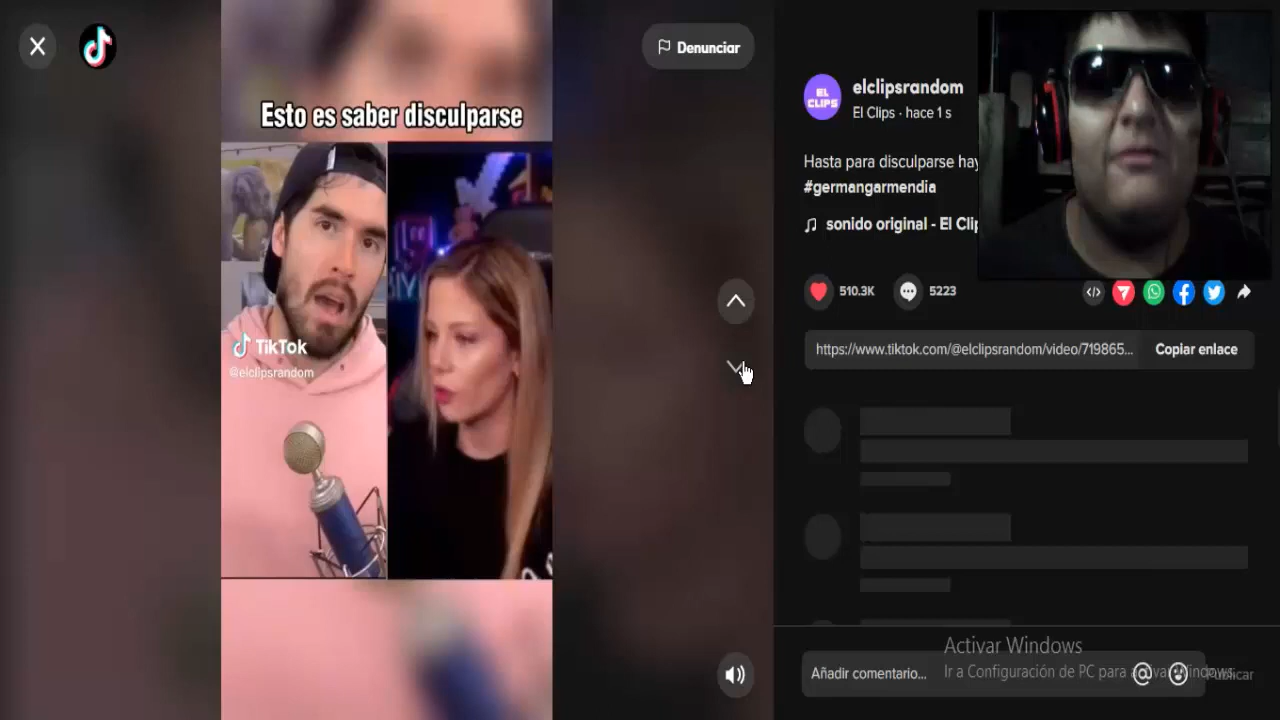 Denunciar
Esto es saber disculparse
TikTok
@elclipsrandom
EL
CLIPS
elclipsrandom
El Clips · hace 1 s
Hasta para disculparse hay
#germangarmendia
sonido original - El Clip
510.3K
5223
https://www.tiktok.com/@elclipsrandom/video/719865...
Copiar enlace
Activar Windows
Ir a Configuración de PC para activar Windows.
Añadir comentario...
Publicar